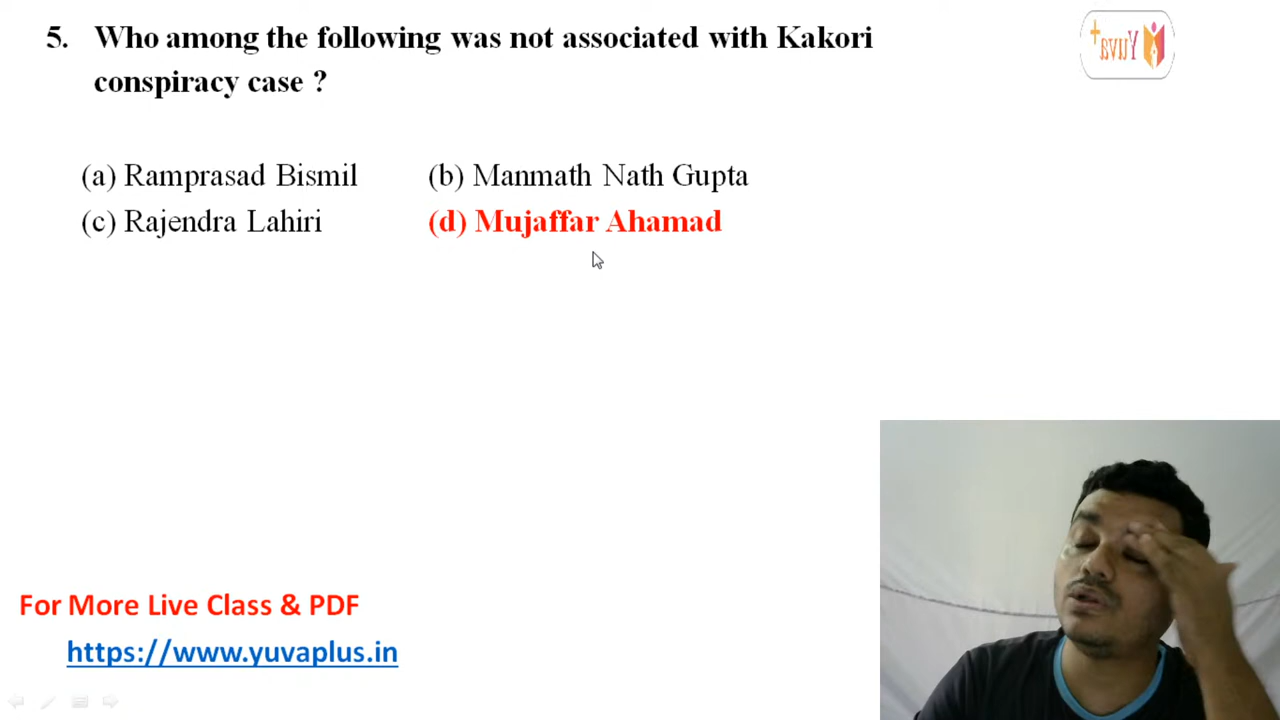 5. Who among the following was not associated with Kakori
conspiracy case ?
Yuva+
(a) Ramprasad Bismil (b) Manmath Nath Gupta
(c) Rajendra Lahiri (d) Mujaffar Ahamad
For More Live Class & PDF
https://www.yuvaplus.in